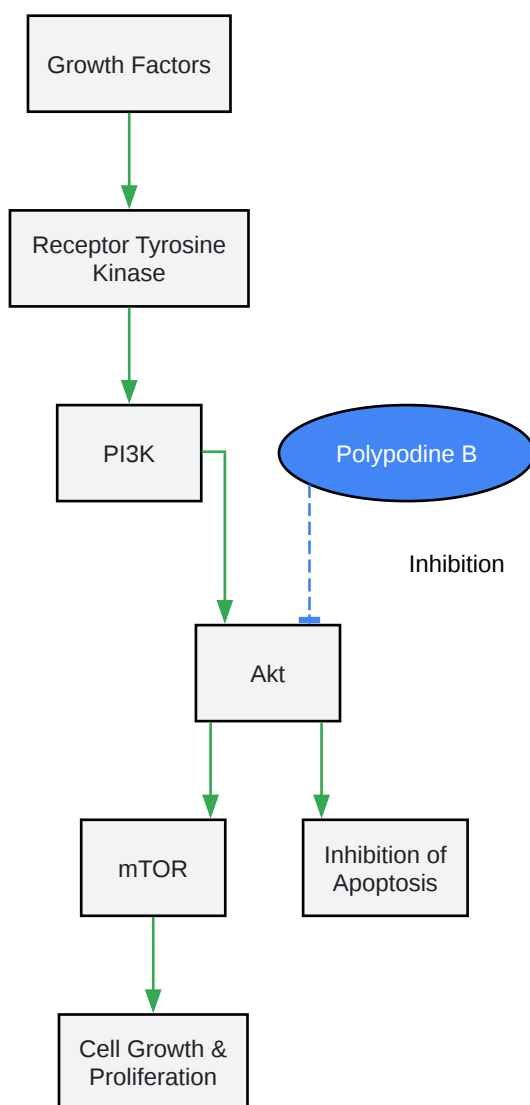 Growth Factors
Receptor Tyrosine
Kinase
PI3K
Polypodine B
Inhibition
Akt
mTOR
Inhibition of
Apoptosis
Cell Growth &
Proliferation